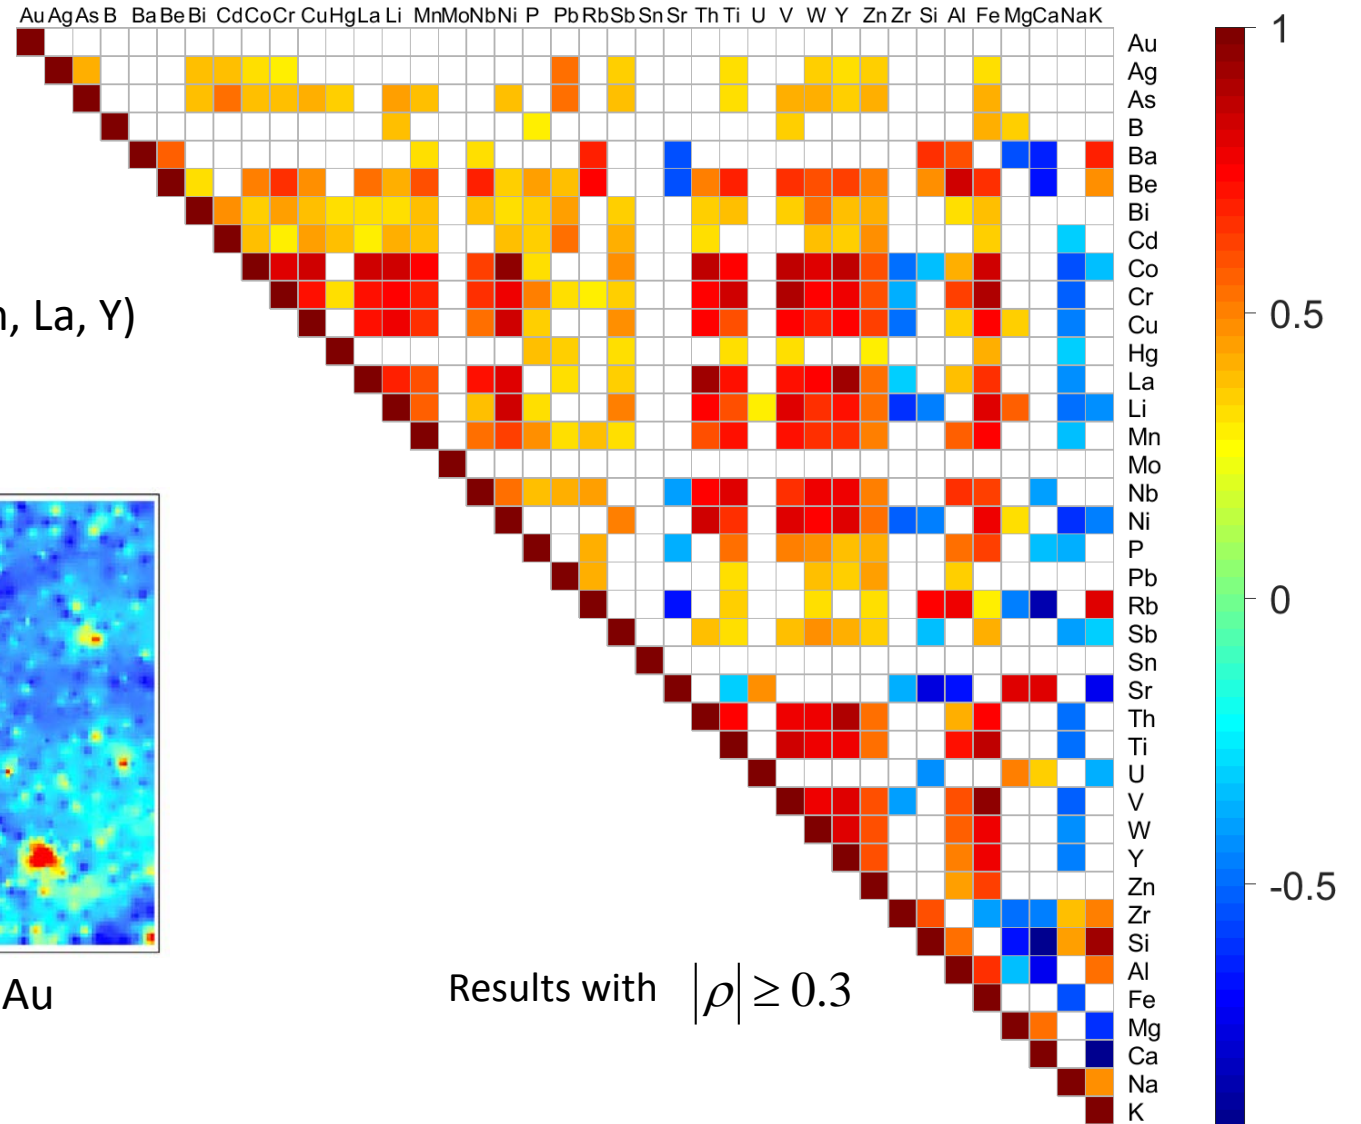 Au Ag As B Ba Be Bi Cd Co Cr Cu Hg La Li Mn Mo Nb Ni P Pb Rb Sb Sn Sr Th Ti U V W Y Zn Zr Si Al Fe Mg Ca Na K
1
Au
Ag
As
B
Ba
Be
Bi
Cd
Co
Cr
, La, Y)
0.5
Cu
Hg
La
Li
Mn
Mo
Nb
Ni
P
Pb
0
Rb
Sb
Sn
Sr
Th
Ti
U
V
W
Y
-0.5
Zn
Zr
Si
Al
Au
Results with |ρ| ≥ 0.3
Fe
Mg
Ca
Na
K